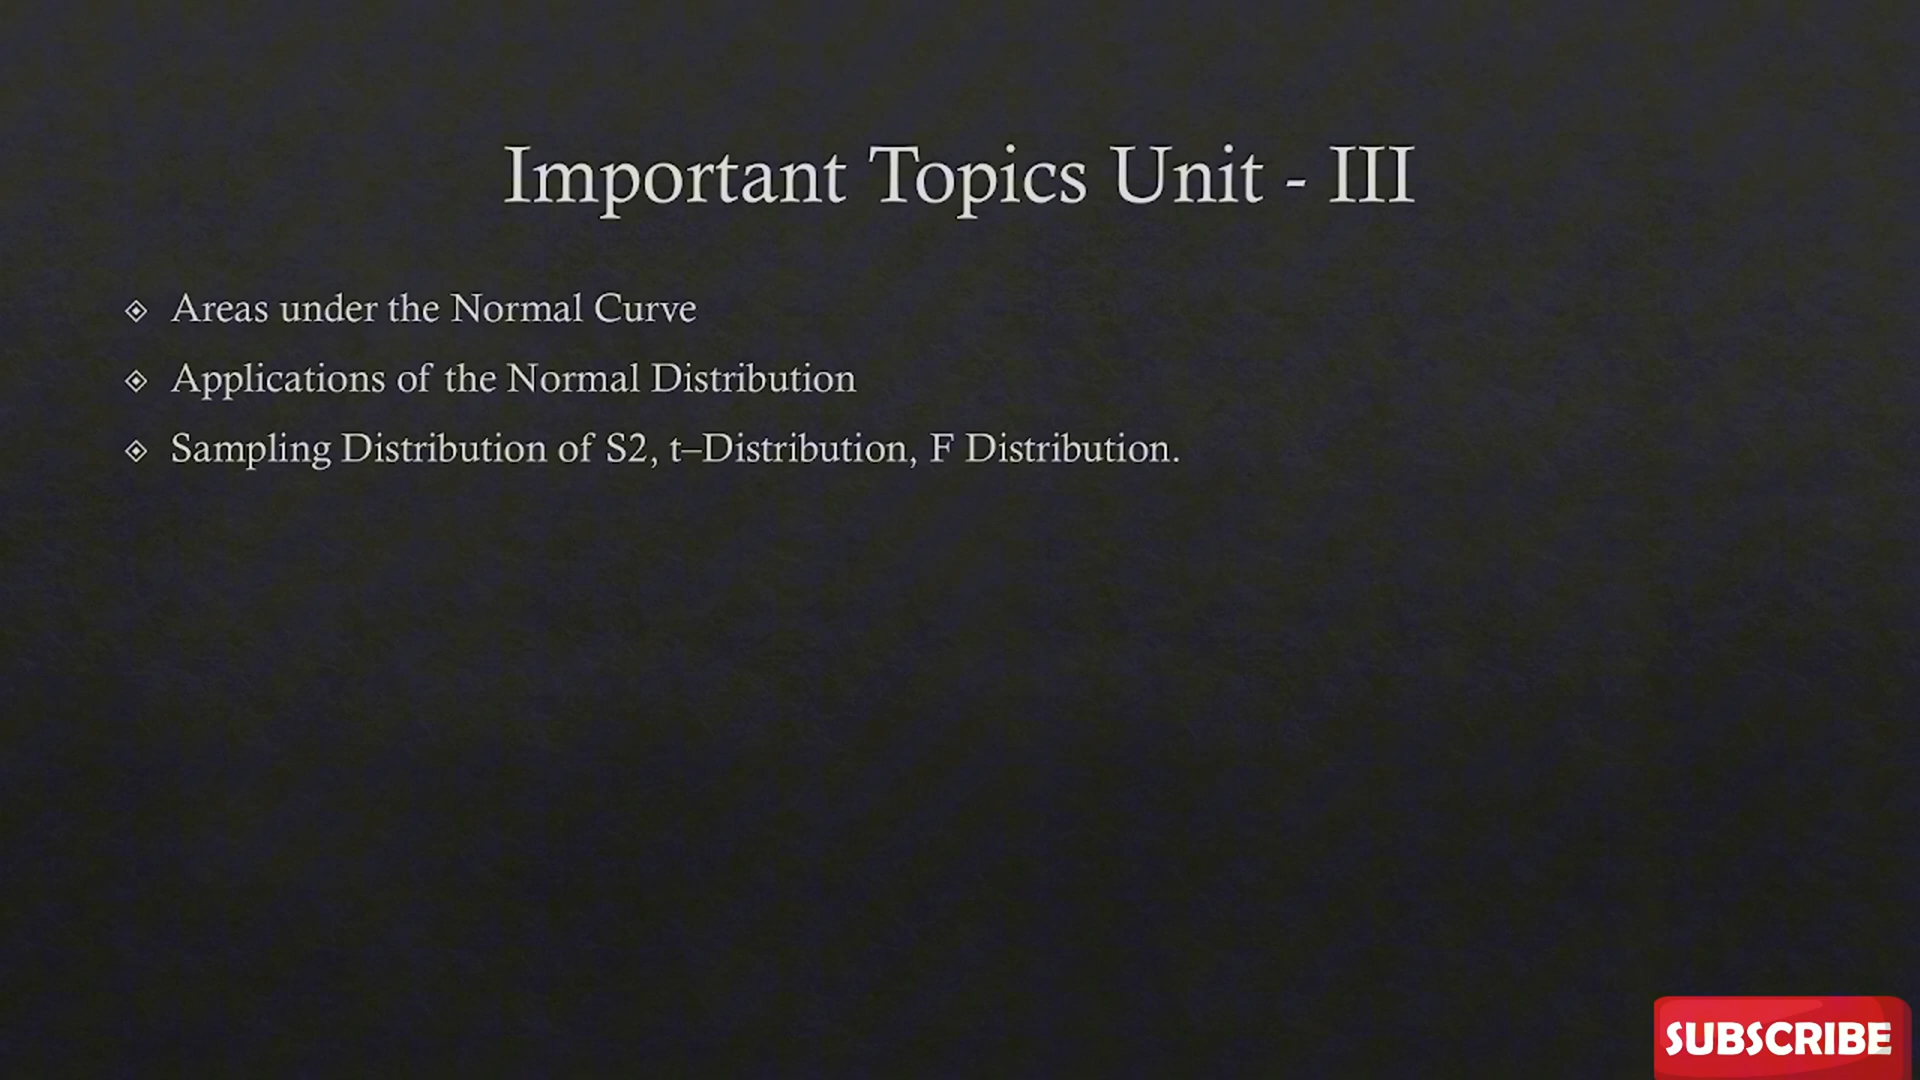 Important Topics Unit - III
Areas under the Normal Curve
Applications of the Normal Distribution
Sampling Distribution of S2, t–Distribution, F Distribution.
SUBSCRIBE